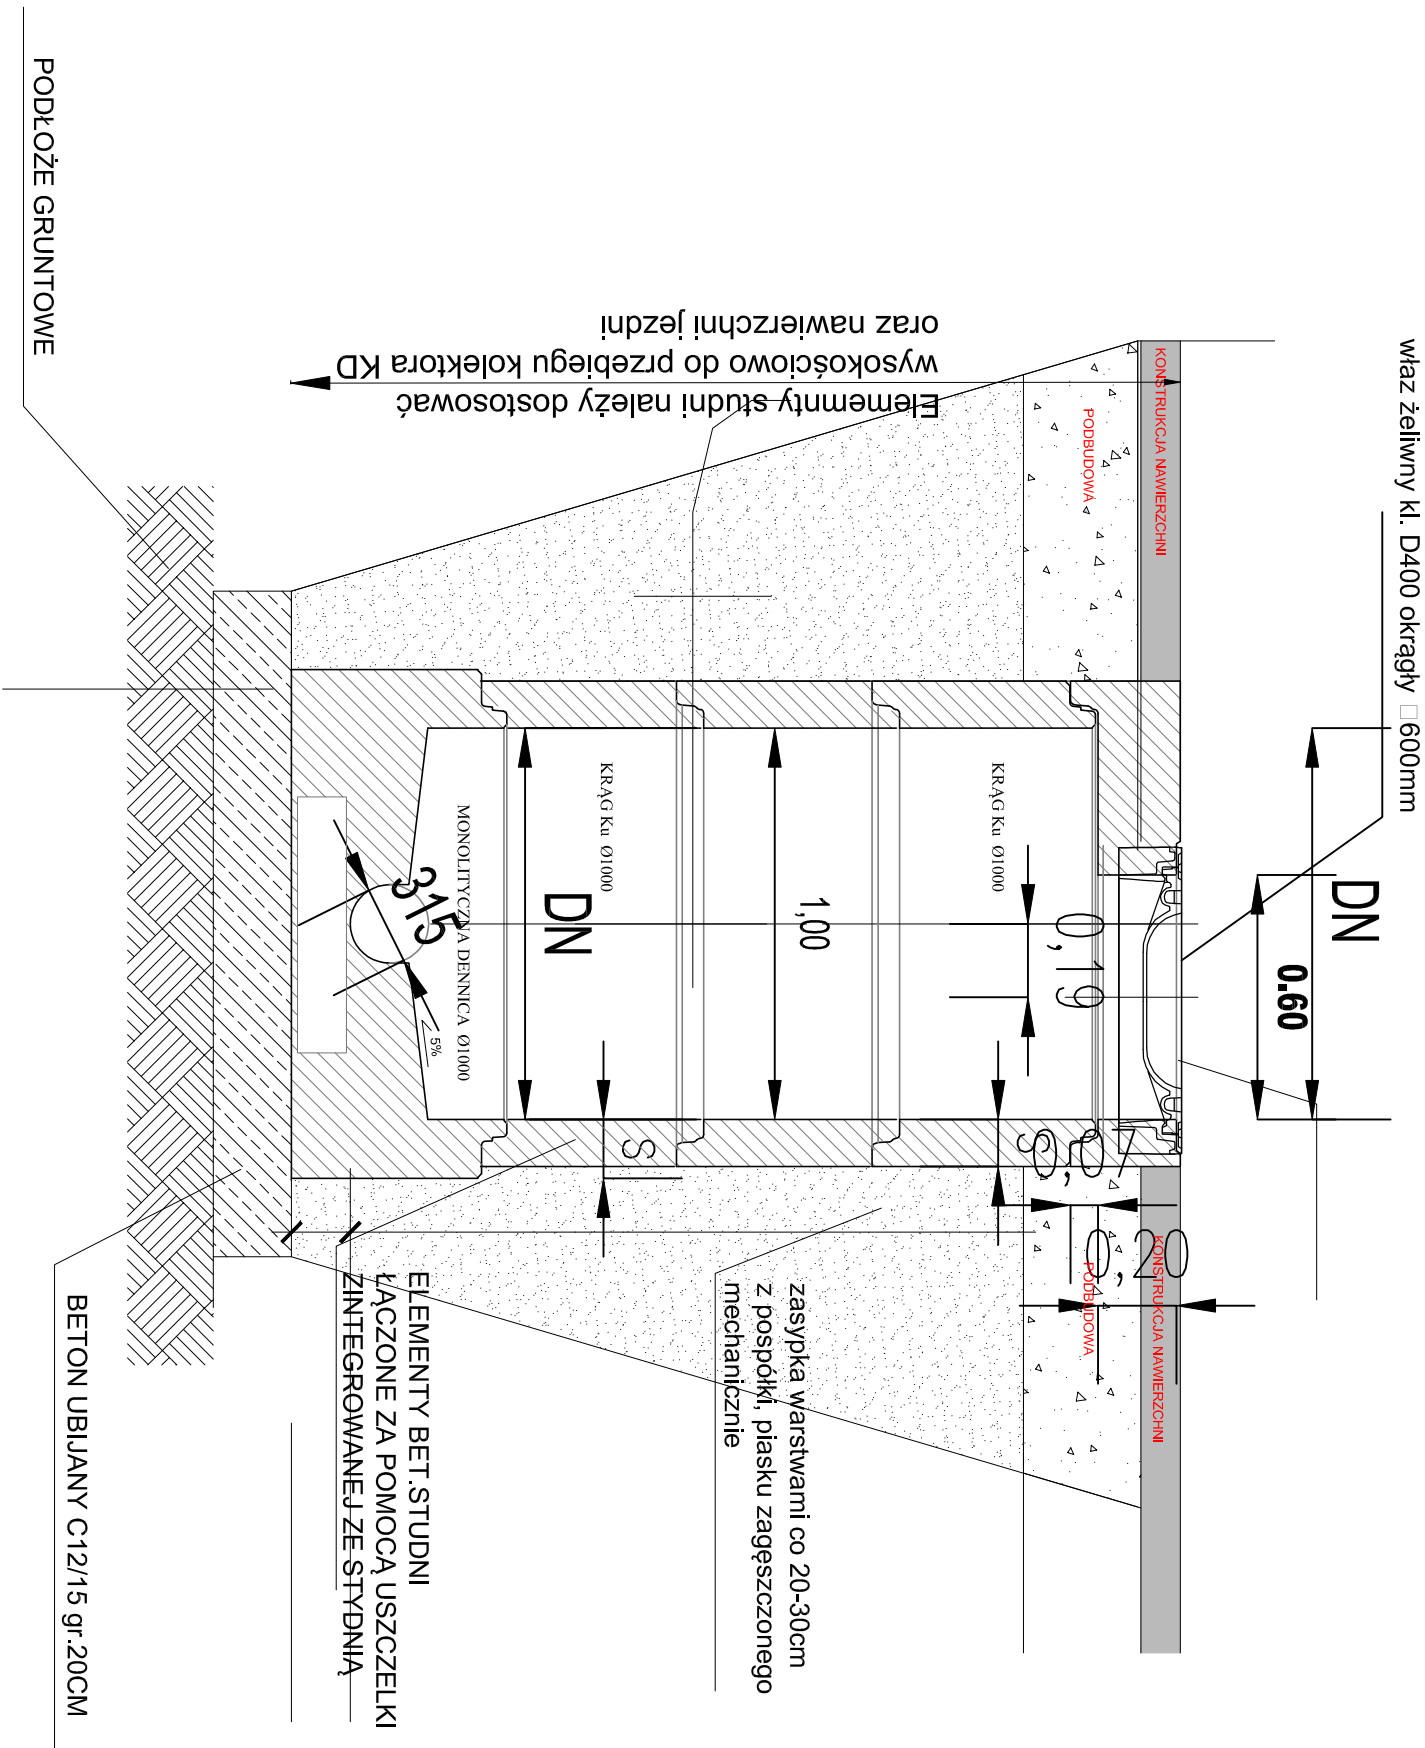 właz żeliwny kl. D400 okrągły □600mm
DN
0.60
KONSTRUKCJA NAWIERZCHNI
PODBUDOWA
KONSTRUKCJA NAWIERZCHNI
PODBUDOWA
0,20
0,19
KRĄG Ku Ø1000
1,00
KRĄG Ku Ø1000
DN
S
MONOLITYCZNA DENNICA Ø1000
315
5%
Elememnty studni należy dostosować
wysokościowo do przebiegu kolektora KD
oraz nawierzchni jezdni
zasypka warstwami co 20-30cm
z pospółki, piasku zagęszczonego
mechanicznie
ELEMENTY BET.STUDNI
ŁĄCZONE ZA POMOCĄ USZCZELKI
ZINTEGROWANEJ ZE STYDNIĄ
BETON UBIJANY C12/15 gr.20CM
PODŁOŻE GRUNTOWE